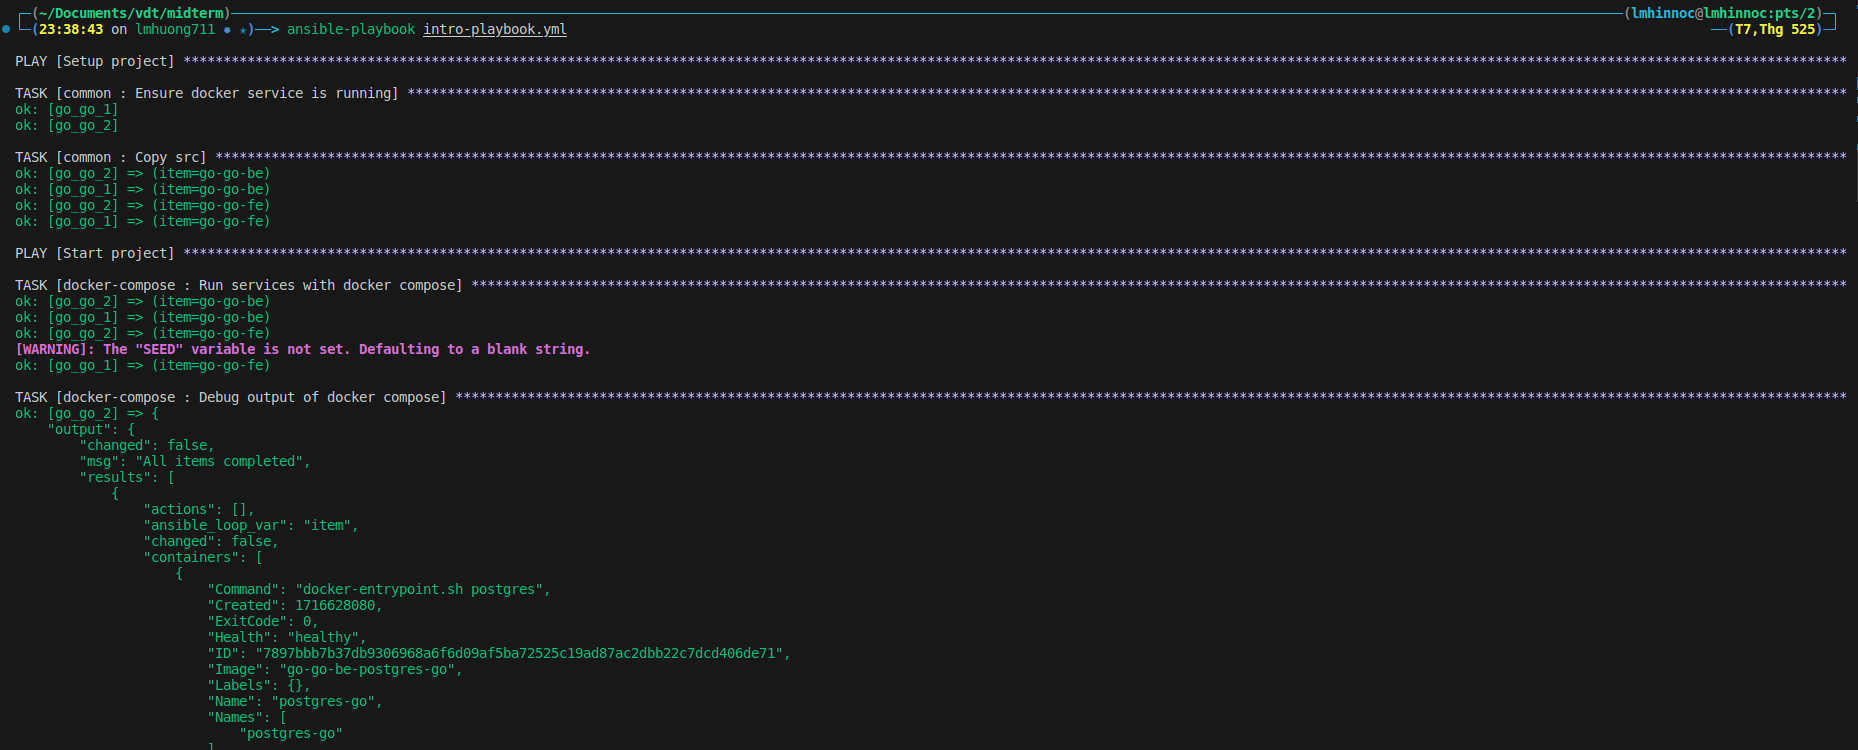 (~/Documents/vdt/midterm) (lmhinnoc@lmhinnoc:pts/2)
(23:38:43 on lmhuong711 ✹ ★)──> ansible-playbook intro-playbook.yml (T7,Thg 525)
PLAY [Setup project] ****************************************************************************************************************************************************************************************************************
TASK [common : Ensure docker service is running] ************************************************************************************************************************************************************************************
ok: [go_go_1]
ok: [go_go_2]
TASK [common : Copy src] ************************************************************************************************************************************************************************************************************
ok: [go_go_2] => (item=go-go-be)
ok: [go_go_1] => (item=go-go-be)
ok: [go_go_2] => (item=go-go-fe)
ok: [go_go_1] => (item=go-go-fe)
PLAY [Start project] ****************************************************************************************************************************************************************************************************************
TASK [docker-compose : Run services with docker compose] ****************************************************************************************************************************************************************************
ok: [go_go_2] => (item=go-go-be)
ok: [go_go_1] => (item=go-go-be)
ok: [go_go_2] => (item=go-go-fe)
[WARNING]: The "SEED" variable is not set. Defaulting to a blank string.
ok: [go_go_1] => (item=go-go-fe)
TASK [docker-compose : Debug output of docker compose] ******************************************************************************************************************************************************************************
ok: [go_go_2] => {
    "output": {
        "changed": false,
        "msg": "All items completed",
        "results": [
            {
                "actions": [],
                "ansible_loop_var": "item",
                "changed": false,
                "containers": [
                    {
                        "Command": "docker-entrypoint.sh postgres",
                        "Created": 1716628080,
                        "ExitCode": 0,
                        "Health": "healthy",
                        "ID": "7897bbb7b37db9306968a6f6d09af5ba72525c19ad87ac2dbb22c7dcd406de71",
                        "Image": "go-go-be-postgres-go",
                        "Labels": {},
                        "Name": "postgres-go",
                        "Names": [
                            "postgres-go"
                        ]